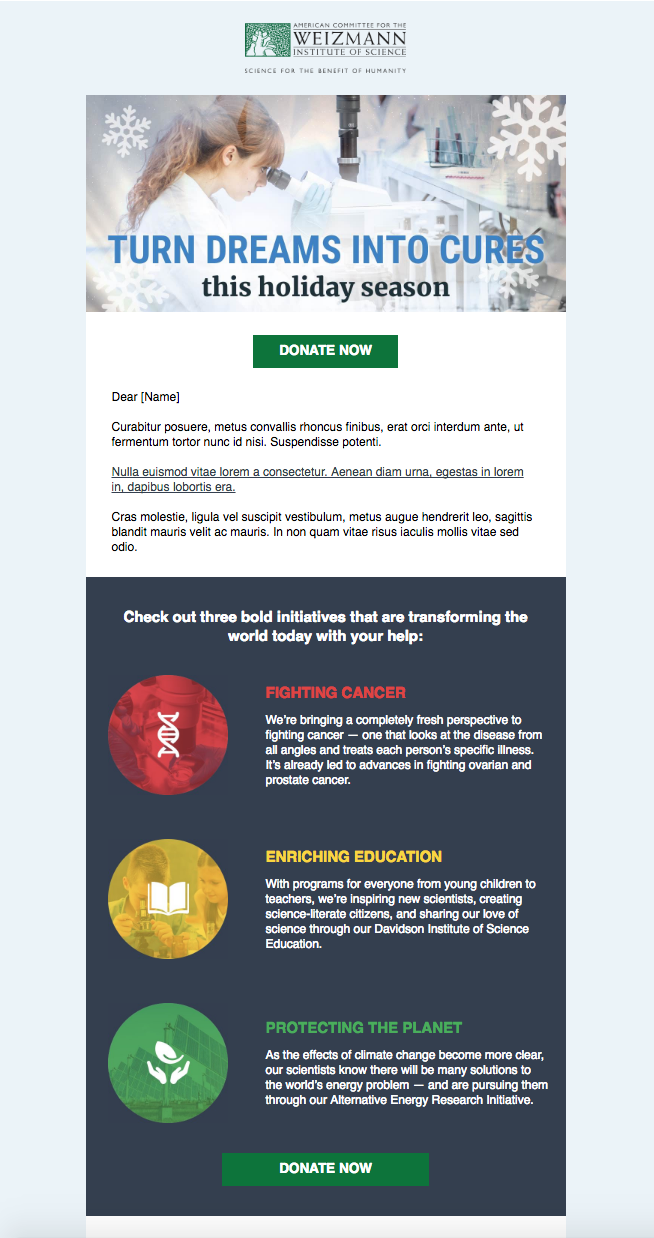 AMERICAN COMMITTEE FOR THE
WEIZMANN
INSTITUTE OF SCIENCE
SCIENCE FOR THE BENEFIT OF HUMANITY
TURN DREAMS INTO CURES
this holiday season
DONATE NOW
Dear [Name]
Curabitur posuere, metus convallis rhoncus finibus, erat orci interdum ante, ut
fermentum tortor nunc id nisi. Suspendisse potenti.
Nulla euismod vitae lorem a consectetur. Aenean diam urna, egestas in lorem
in, dapibus lobortis era.
Cras molestie, ligula vel suscipit vestibulum, metus augue hendrerit leo, sagittis
blandit mauris velit ac mauris. In non quam vitae risus iaculis mollis vitae sed
odio.
Check out three bold initiatives that are transforming the
world today with your help:
FIGHTING CANCER
We’re bringing a completely fresh perspective to
fighting cancer — one that looks at the disease from
all angles and treats each person’s specific illness.
It’s already led to advances in fighting ovarian and
prostate cancer.
ENRICHING EDUCATION
With programs for everyone from young children to
teachers, we’re inspiring new scientists, creating
science-literate citizens, and sharing our love of
science through our Davidson Institute of Science
Education.
PROTECTING THE PLANET
As the effects of climate change become more clear,
our scientists know there will be many solutions to
the world’s energy problem — and are pursuing them
through our Alternative Energy Research Initiative.
DONATE NOW